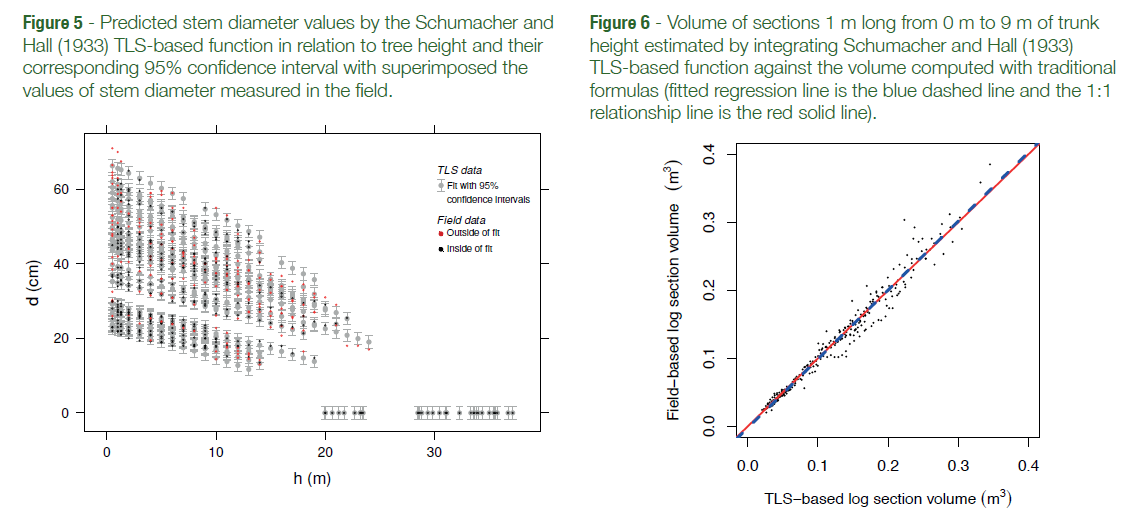 Figure 5 - Predicted stem diameter values by the Schumacher and
Hall (1933) TLS-based function in relation to tree height and their
corresponding 95% confidence interval with superimposed the
values of stem diameter measured in the field.
TLS data
Fit with 95%
confidence intervals
Field data
Outside of fit
Inside of fit
d (cm)
60
40
20
0
0 10 20 30
h (m)
Figure 6 - Volume of sections 1 m long from 0 m to 9 m of trunk
height estimated by integrating Schumacher and Hall (1933)
TLS-based function against the volume computed with traditional
formulas (fitted regression line is the blue dashed line and the 1:1
relationship line is the red solid line).
Field−based log section volume (m³)
0.4
0.3
0.2
0.1
0.0
0.0 0.1 0.2 0.3 0.4
TLS−based log section volume (m³)